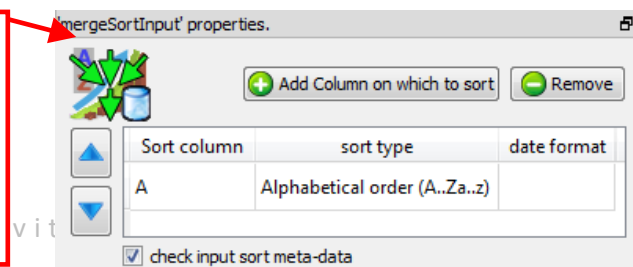 'mergeSortInput' properties.
Add Column on which to sort Remove
Sort column sort type date format
A Alphabetical order (A..Za..z)
v i t
check input sort meta-data